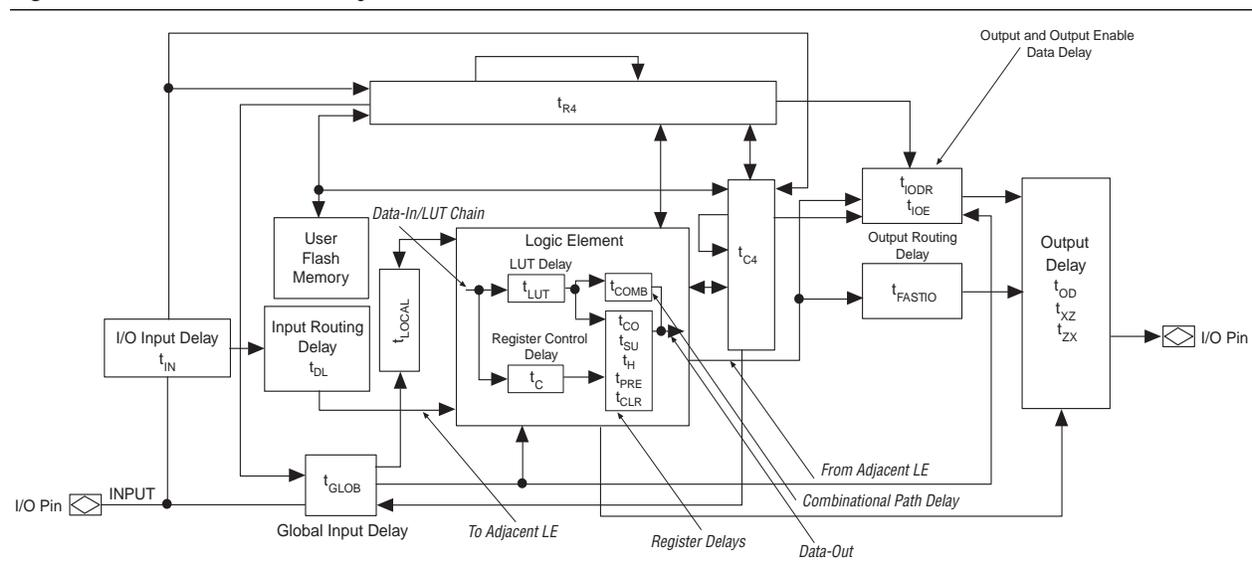 Output and Output Enable
Data Delay
tR4
tIODR
tIOE
Data-In/LUT Chain
User
Flash
Memory
Logic Element
tC4
Output Routing
Delay
Output
Delay
tOD
tXZ
tZX
LUT Delay
tLUT
tCOMB
tFASTIO
tLOCAL
I/O Input Delay
tIN
Input Routing
Delay
tDL
Register Control
Delay
tC
tCO
tSU
tH
tPRE
tCLR
I/O Pin
From Adjacent LE
tGLOB
INPUT
I/O Pin
Global Input Delay
To Adjacent LE
Combinational Path Delay
Register Delays
Data-Out